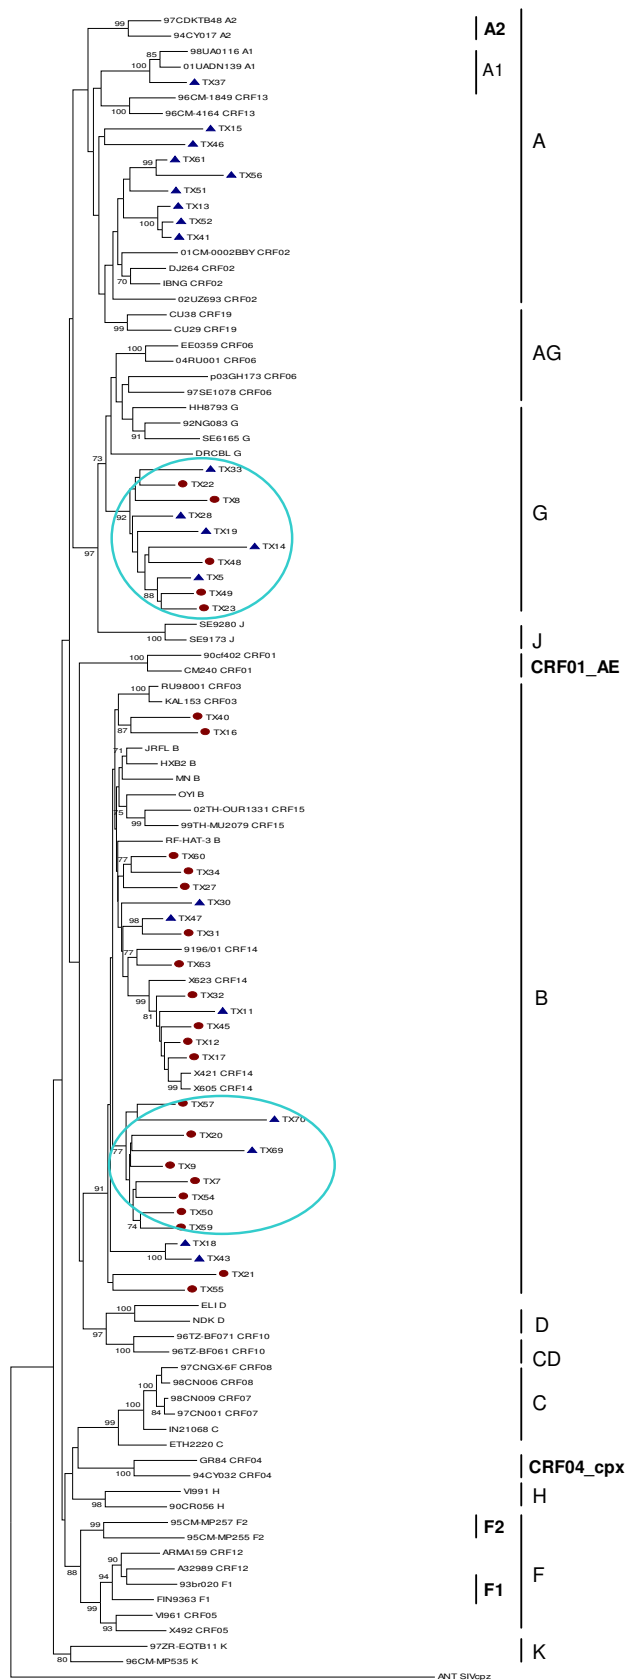 97CDKTB48 A2
99
94CY017 A2
A2
98UA0116 A1
85
01UADN139 A1
100
TX37
A1
96CM-1849 CRF13
100
96CM-4164 CRF13
TX15
A
TX46
TX61
99
TX56
TX51
TX13
TX52
100
TX41
01CM-0002BBY CRF02
DJ264 CRF02
70
IBNG CRF02
02UZ693 CRF02
CU38 CRF19
99
CU29 CRF19
EE0359 CRF06
100
04RU001 CRF06
AG
p03GH173 CRF06
97SE1078 CRF06
HH8793 G
92NG083 G
91
SE6165 G
DRCBL G
73
TX33
TX22
TX8
92
TX28
G
TX19
TX14
97
TX48
TX5
88
TX49
TX23
SE9280 J
100
SE9173 J
J
90cf402 CRF01
100
CM240 CRF01
CRF01_AE
RU98001 CRF03
100
KAL153 CRF03
TX40
87
TX16
JRFL B
71
HXB2 B
MN B
OYI B
75
02TH-OUR1331 CRF15
99
99TH-MU2079 CRF15
RF-HAT-3 B
TX60
77
TX34
TX27
TX30
TX47
98
TX31
9196/01 CRF14
77
TX63
X623 CRF14
99
TX32
B
81
TX11
TX45
TX12
TX17
X421 CRF14
99
X605 CRF14
TX57
TX70
TX20
77
TX69
TX9
TX7
91
TX54
TX50
74
TX59
TX18
100
TX43
TX21
TX55
ELI D
100
NDK D
D
97
96TZ-BF071 CRF10
100
96TZ-BF061 CRF10
CD
97CNGX-6F CRF08
98CN006 CRF08
100
98CN009 CRF07
84
97CN001 CRF07
C
99
IN21068 C
ETH2220 C
GR84 CRF04
100
94CY032 CRF04
CRF04_cpx
VI991 H
98
90CR056 H
H
95CM-MP257 F2
99
95CM-MP255 F2
F2
ARMA159 CRF12
90
88
A32989 CRF12
94
93br020 F1
F
FIN9363 F1
F1
99
VI961 CRF05
93
X492 CRF05
97ZR-EQTB11 K
80
96CM-MP535 K
K
ANT SIVcpz